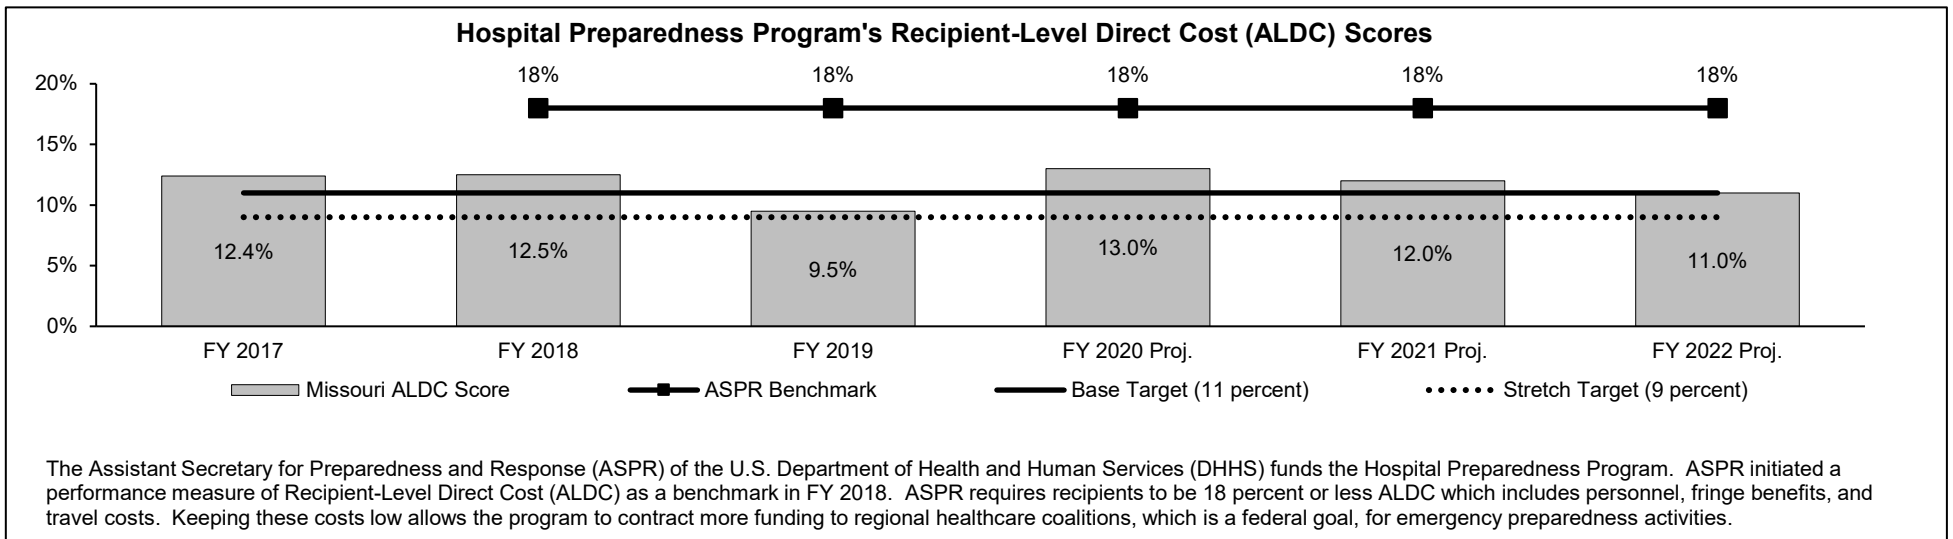 Hospital Preparedness Program's Recipient-Level Direct Cost (ALDC) Scores
18% 18% 18% 18% 18%
20%
15%
10%
5%
0%
12.4% 12.5% 9.5% 13.0% 12.0% 11.0%
FY 2017 FY 2018 FY 2019 FY 2020 Proj. FY 2021 Proj. FY 2022 Proj.
Missouri ALDC Score ASPR Benchmark Base Target (11 percent) Stretch Target (9 percent)
The Assistant Secretary for Preparedness and Response (ASPR) of the U.S. Department of Health and Human Services (DHHS) funds the Hospital Preparedness Program.  ASPR initiated a
performance measure of Recipient-Level Direct Cost (ALDC) as a benchmark in FY 2018.  ASPR requires recipients to be 18 percent or less ALDC which includes personnel, fringe benefits, and
travel costs.  Keeping these costs low allows the program to contract more funding to regional healthcare coalitions, which is a federal goal, for emergency preparedness activities.